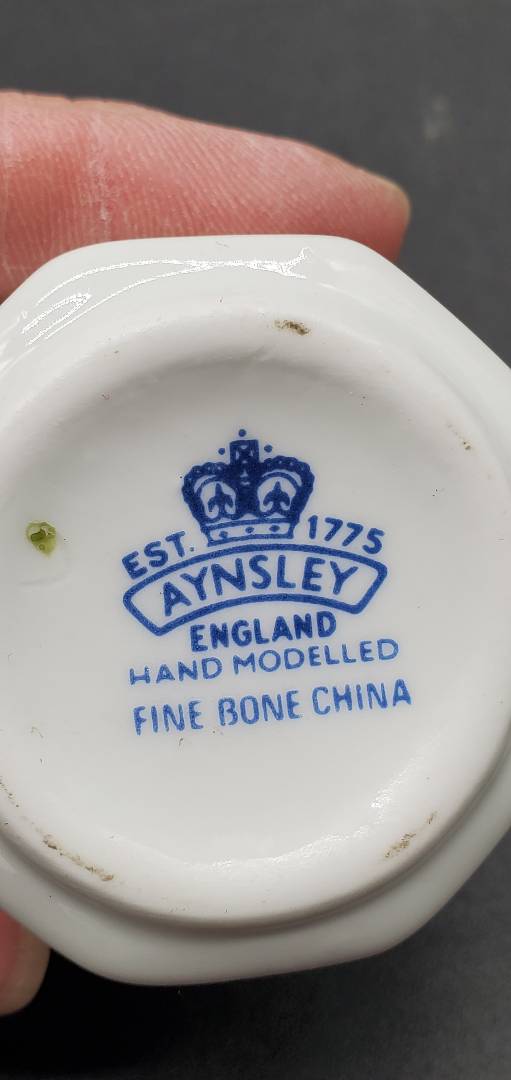 EST. 1775
AYNSLEY
ENGLAND
HAND MODELLED
FINE BONE CHINA